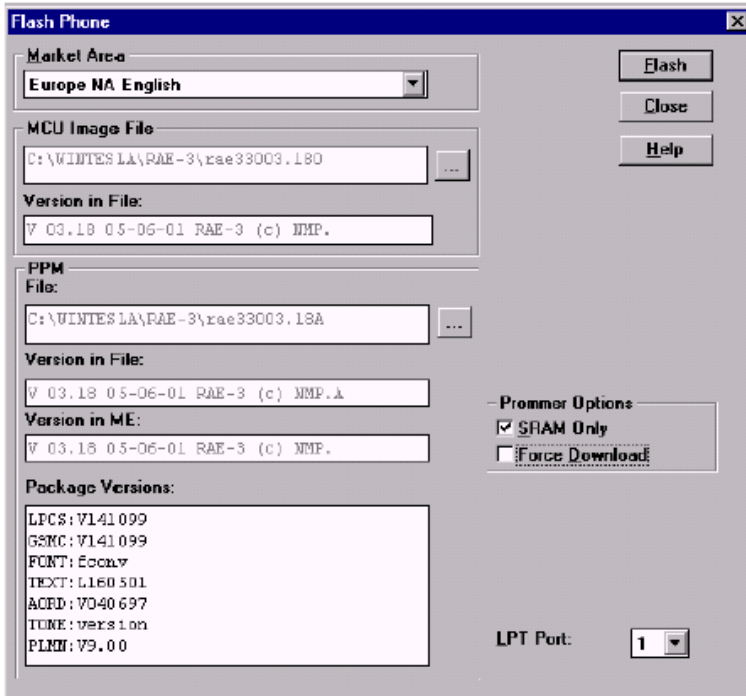 Flash Phone
Market Area
Europe NA English
Flash
Close
Help
MCU Image File
C:\WINTESLA\RAE-3\rae33003.180
...
Version in File:
V 03.18 05-06-01 RAE-3 (c) NMP.
PPM
File:
C:\WINTESLA\RAE-3\rae33003.18A
...
Version in File:
V 03.18 05-06-01 RAE-3 (c) NMP.A
Version in ME:
V 03.18 05-06-01 RAE-3 (c) NMP.
Prommer Options
SRAM Only
Force Download
Package Versions:
LPCS:V141099
GSMC:V141099
FONT:fconv
TEXT:L160501
AORD:V040697
TUNE:version
PLMN:V9.00
LPT Port:
1